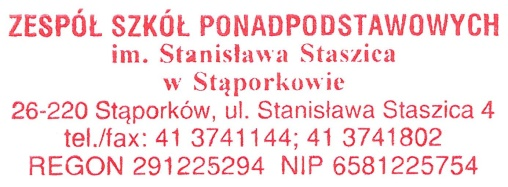 ZESPÓŁ SZKÓŁ PONADPODSTAWOWYCH
im. Stanisława Staszica
w Stąporkowie
26-220 Stąporków, ul. Stanisława Staszica 4
tel./fax: 41 3741144; 41 3741802
REGON 291225294 NIP 6581225754